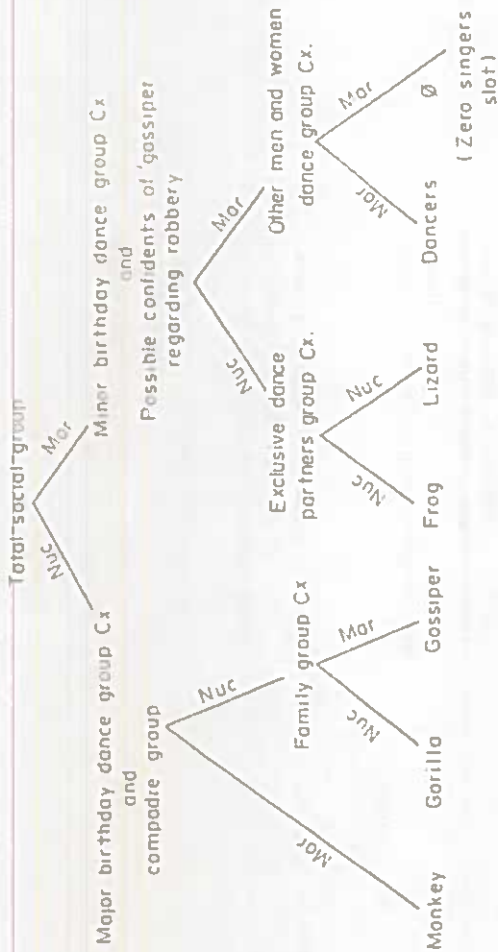 Total social group
Nuc
Mar
Major birthday dance group Cx
and
compadre group
Minor birthday dance group Cx
and
Possible confidents of 'gossiper
regarding robbery
Mar
Nuc
Nuc
Mar
Family group Cx
Exclusive dance
partners group Cx.
Other men and women
dance group Cx.
Nuc
Mar
Nuc
Nuc
Mar
Mar
Monkey
Gorilla
Gossiper
Frog
Lizard
Dancers
Ø
(Zero singers
slot)